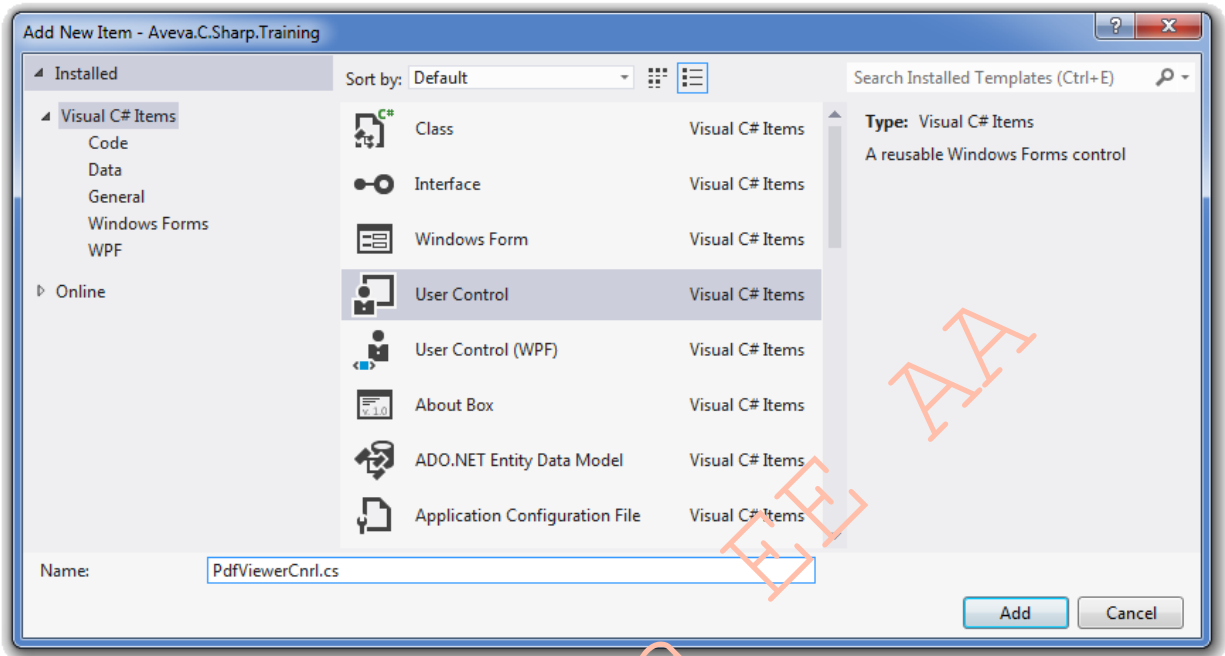 Add New Item - Aveva.C.Sharp.Training
Installed
Sort by: Default
Search Installed Templates (Ctrl+E)
Visual C# Items
Code
Data
General
Windows Forms
WPF
Online
C#
Class Visual C# Items
Interface Visual C# Items
Windows Form Visual C# Items
User Control Visual C# Items
User Control (WPF) Visual C# Items
v. 1.0
About Box Visual C# Items
ADO.NET Entity Data Model Visual C# Items
Application Configuration File Visual C# Items
Type: Visual C# Items
A reusable Windows Forms control
EE AA
Name: PdfViewerCnrl.cs
Add Cancel